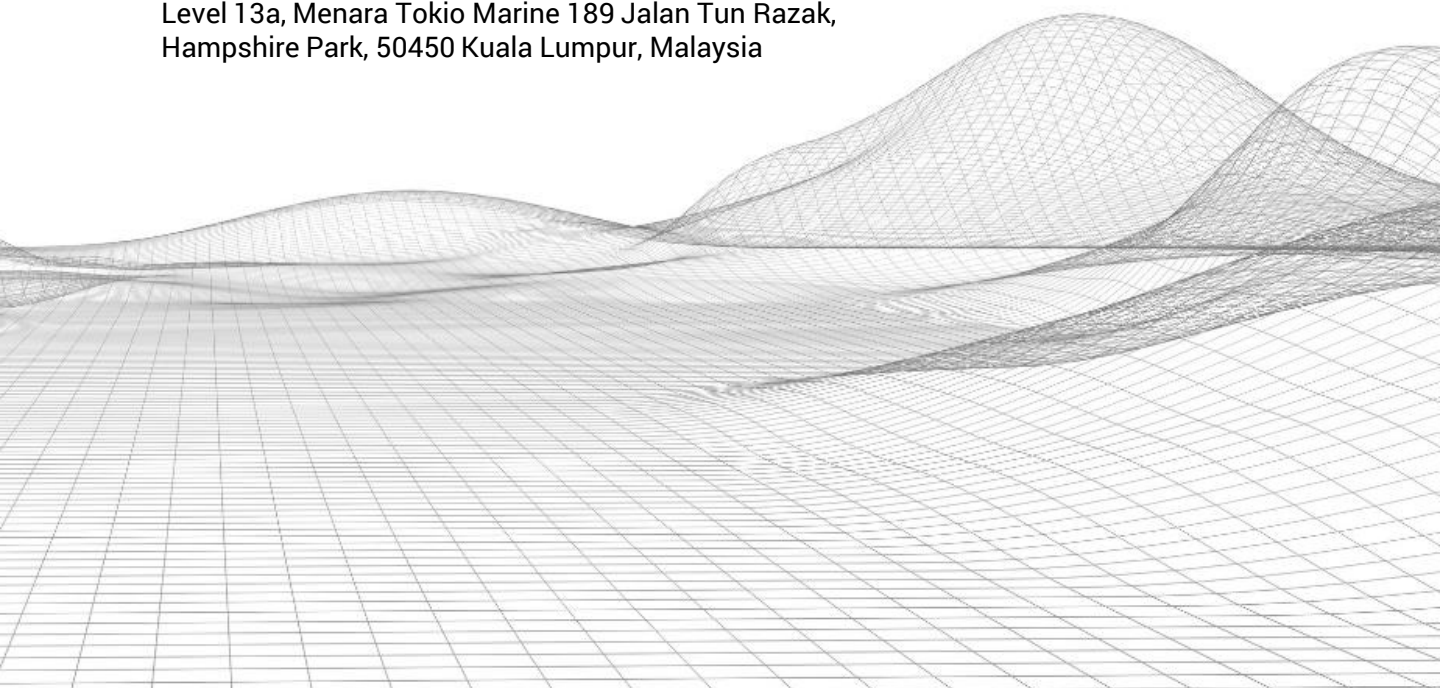 Level 13a, Menara Tokio Marine 189 Jalan Tun Razak,
Hampshire Park, 50450 Kuala Lumpur, Malaysia